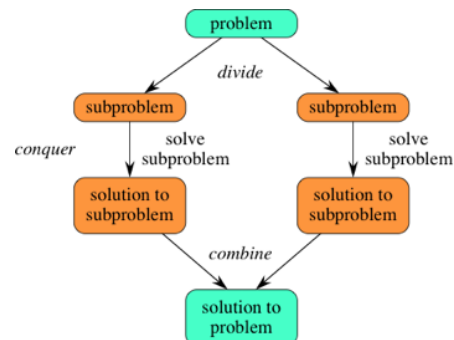 problem
divide
subproblem
subproblem
conquer
solve
subproblem
solve
subproblem
solution to
subproblem
solution to
subproblem
combine
solution to
problem